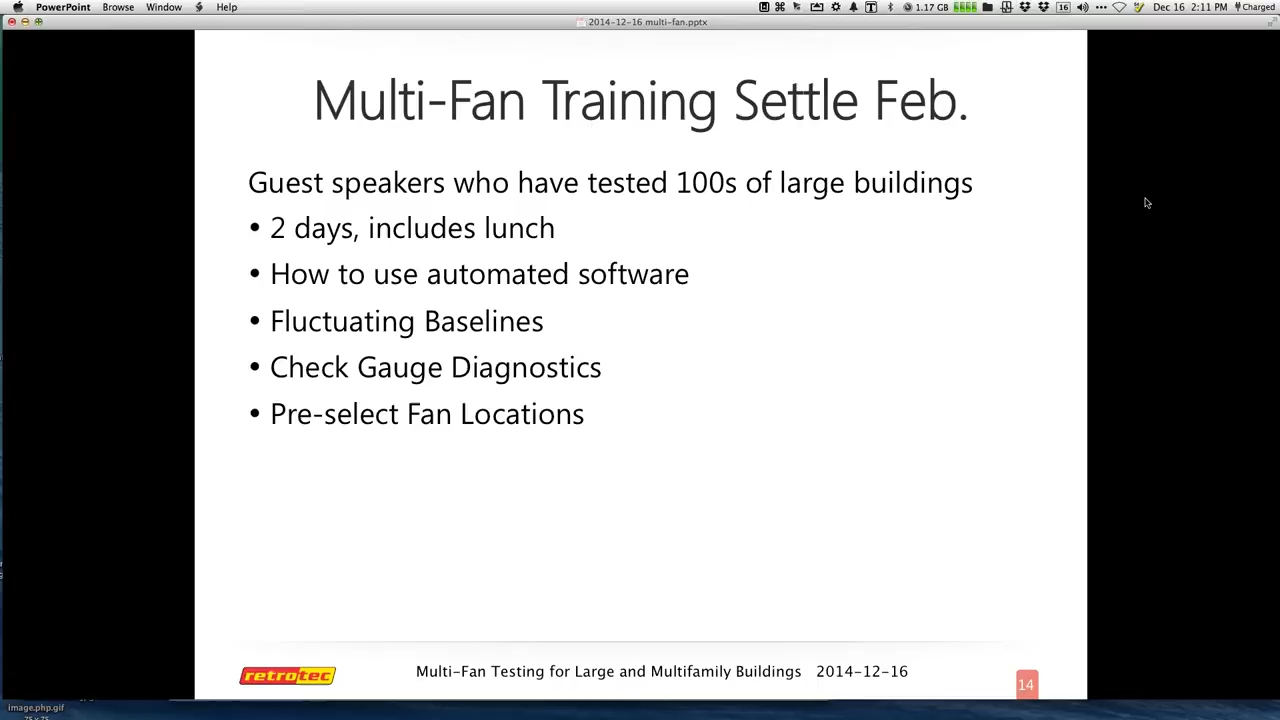 PowerPoint Browse Window Help 1.17 GB 16 Dec 16 2:11 PM Charged
2014-12-16 multi-fan.pptx
Multi-Fan Training Settle Feb.
Guest speakers who have tested 100s of large buildings
• 2 days, includes lunch
• How to use automated software
• Fluctuating Baselines
• Check Gauge Diagnostics
• Pre-select Fan Locations
retrotec
Multi-Fan Testing for Large and Multifamily Buildings 2014-12-16
14
image.php.gif
75 x 75